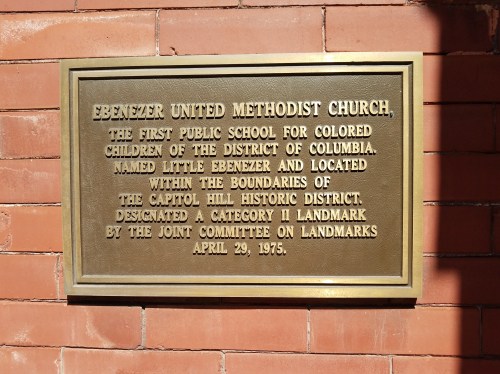 EBENEZER UNITED METHODIST CHURCH,
THE FIRST PUBLIC SCHOOL FOR COLORED
CHILDREN OF THE DISTRICT OF COLUMBIA.
NAMED LITTLE EBENEZER AND LOCATED
WITHIN THE BOUNDARIES OF
THE CAPITOL HILL HISTORIC DISTRICT.
DESIGNATED A CATEGORY II LANDMARK
BY THE JOINT COMMITTEE ON LANDMARKS
APRIL 29, 1975.